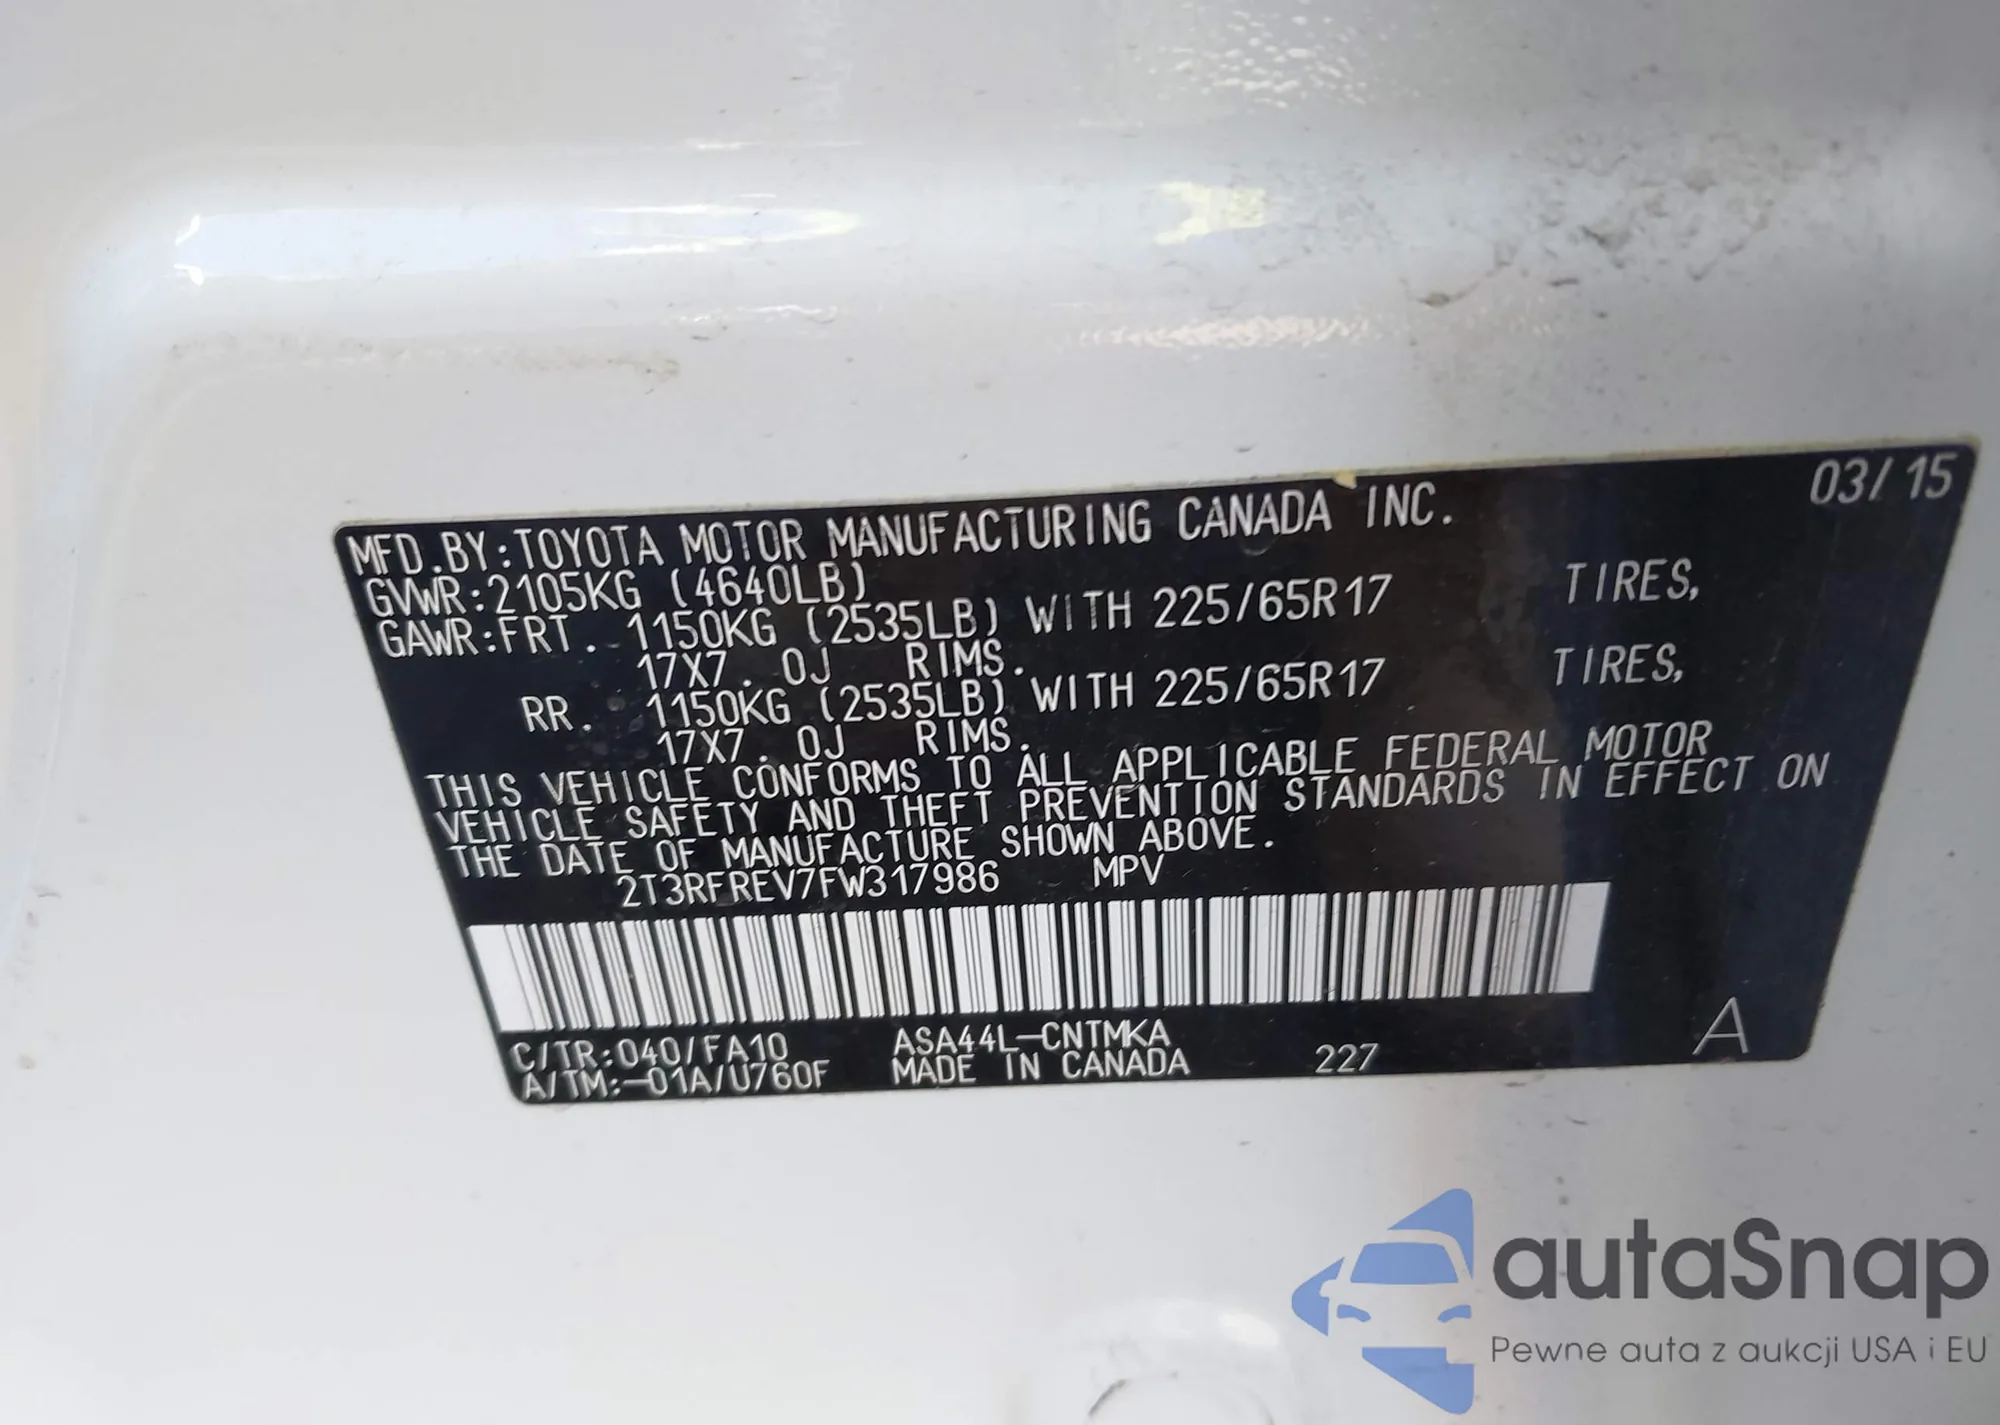 03/15
MFD.BY:TOYOTA MOTOR MANUFACTURING CANADA INC.
GVWR:2105KG (4640LB)
GAWR:FRT. 1150KG (2535LB) WITH 225/65R17 TIRES,
17X7.0J RIMS.
RR. 1150KG (2535LB) WITH 225/65R17 TIRES,
17X7.0J RIMS.
THIS VEHICLE CONFORMS TO ALL APPLICABLE FEDERAL MOTOR
VEHICLE SAFETY AND THEFT PREVENTION STANDARDS IN EFFECT ON
THE DATE OF MANUFACTURE SHOWN ABOVE.
2T3RFREV7FW317986 MPV
C/TR:040/FA10 ASA44L-CNTMKA
A/TM:-01A/U760F MADE IN CANADA 227 A
autaSnap
Pewne auta z aukcji USA i EU